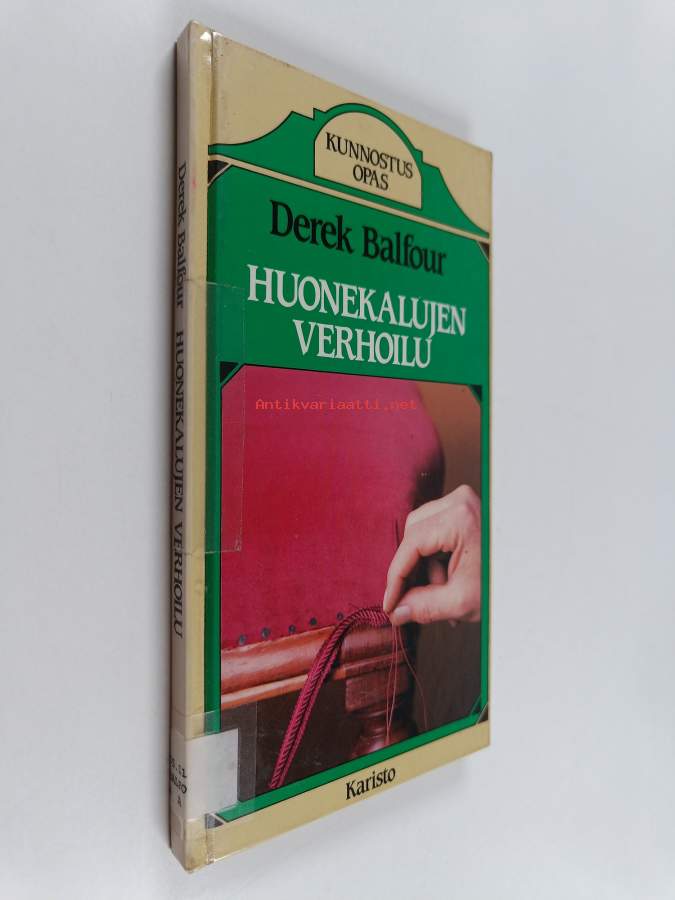 KUNNOSTUS
OPAS
Derek Balfour
HUONEKALUJEN
VERHOILU
Antikvariaatti.net
Karisto
Derek Balfour HUONEKALUJEN VERHOILU